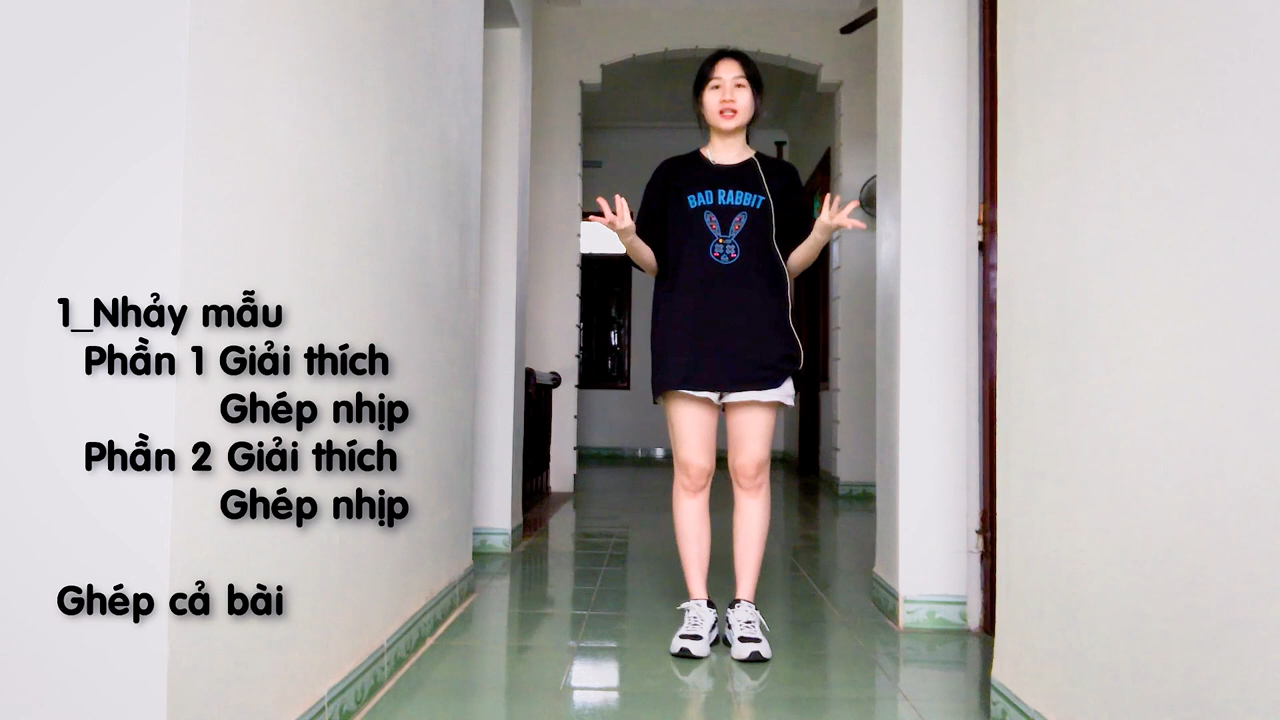 1_Nhảy mẫu
Phần 1 Giải thích
Ghép nhịp
Phần 2 Giải thích
Ghép nhịp
Ghép cả bài
BAD RABBIT